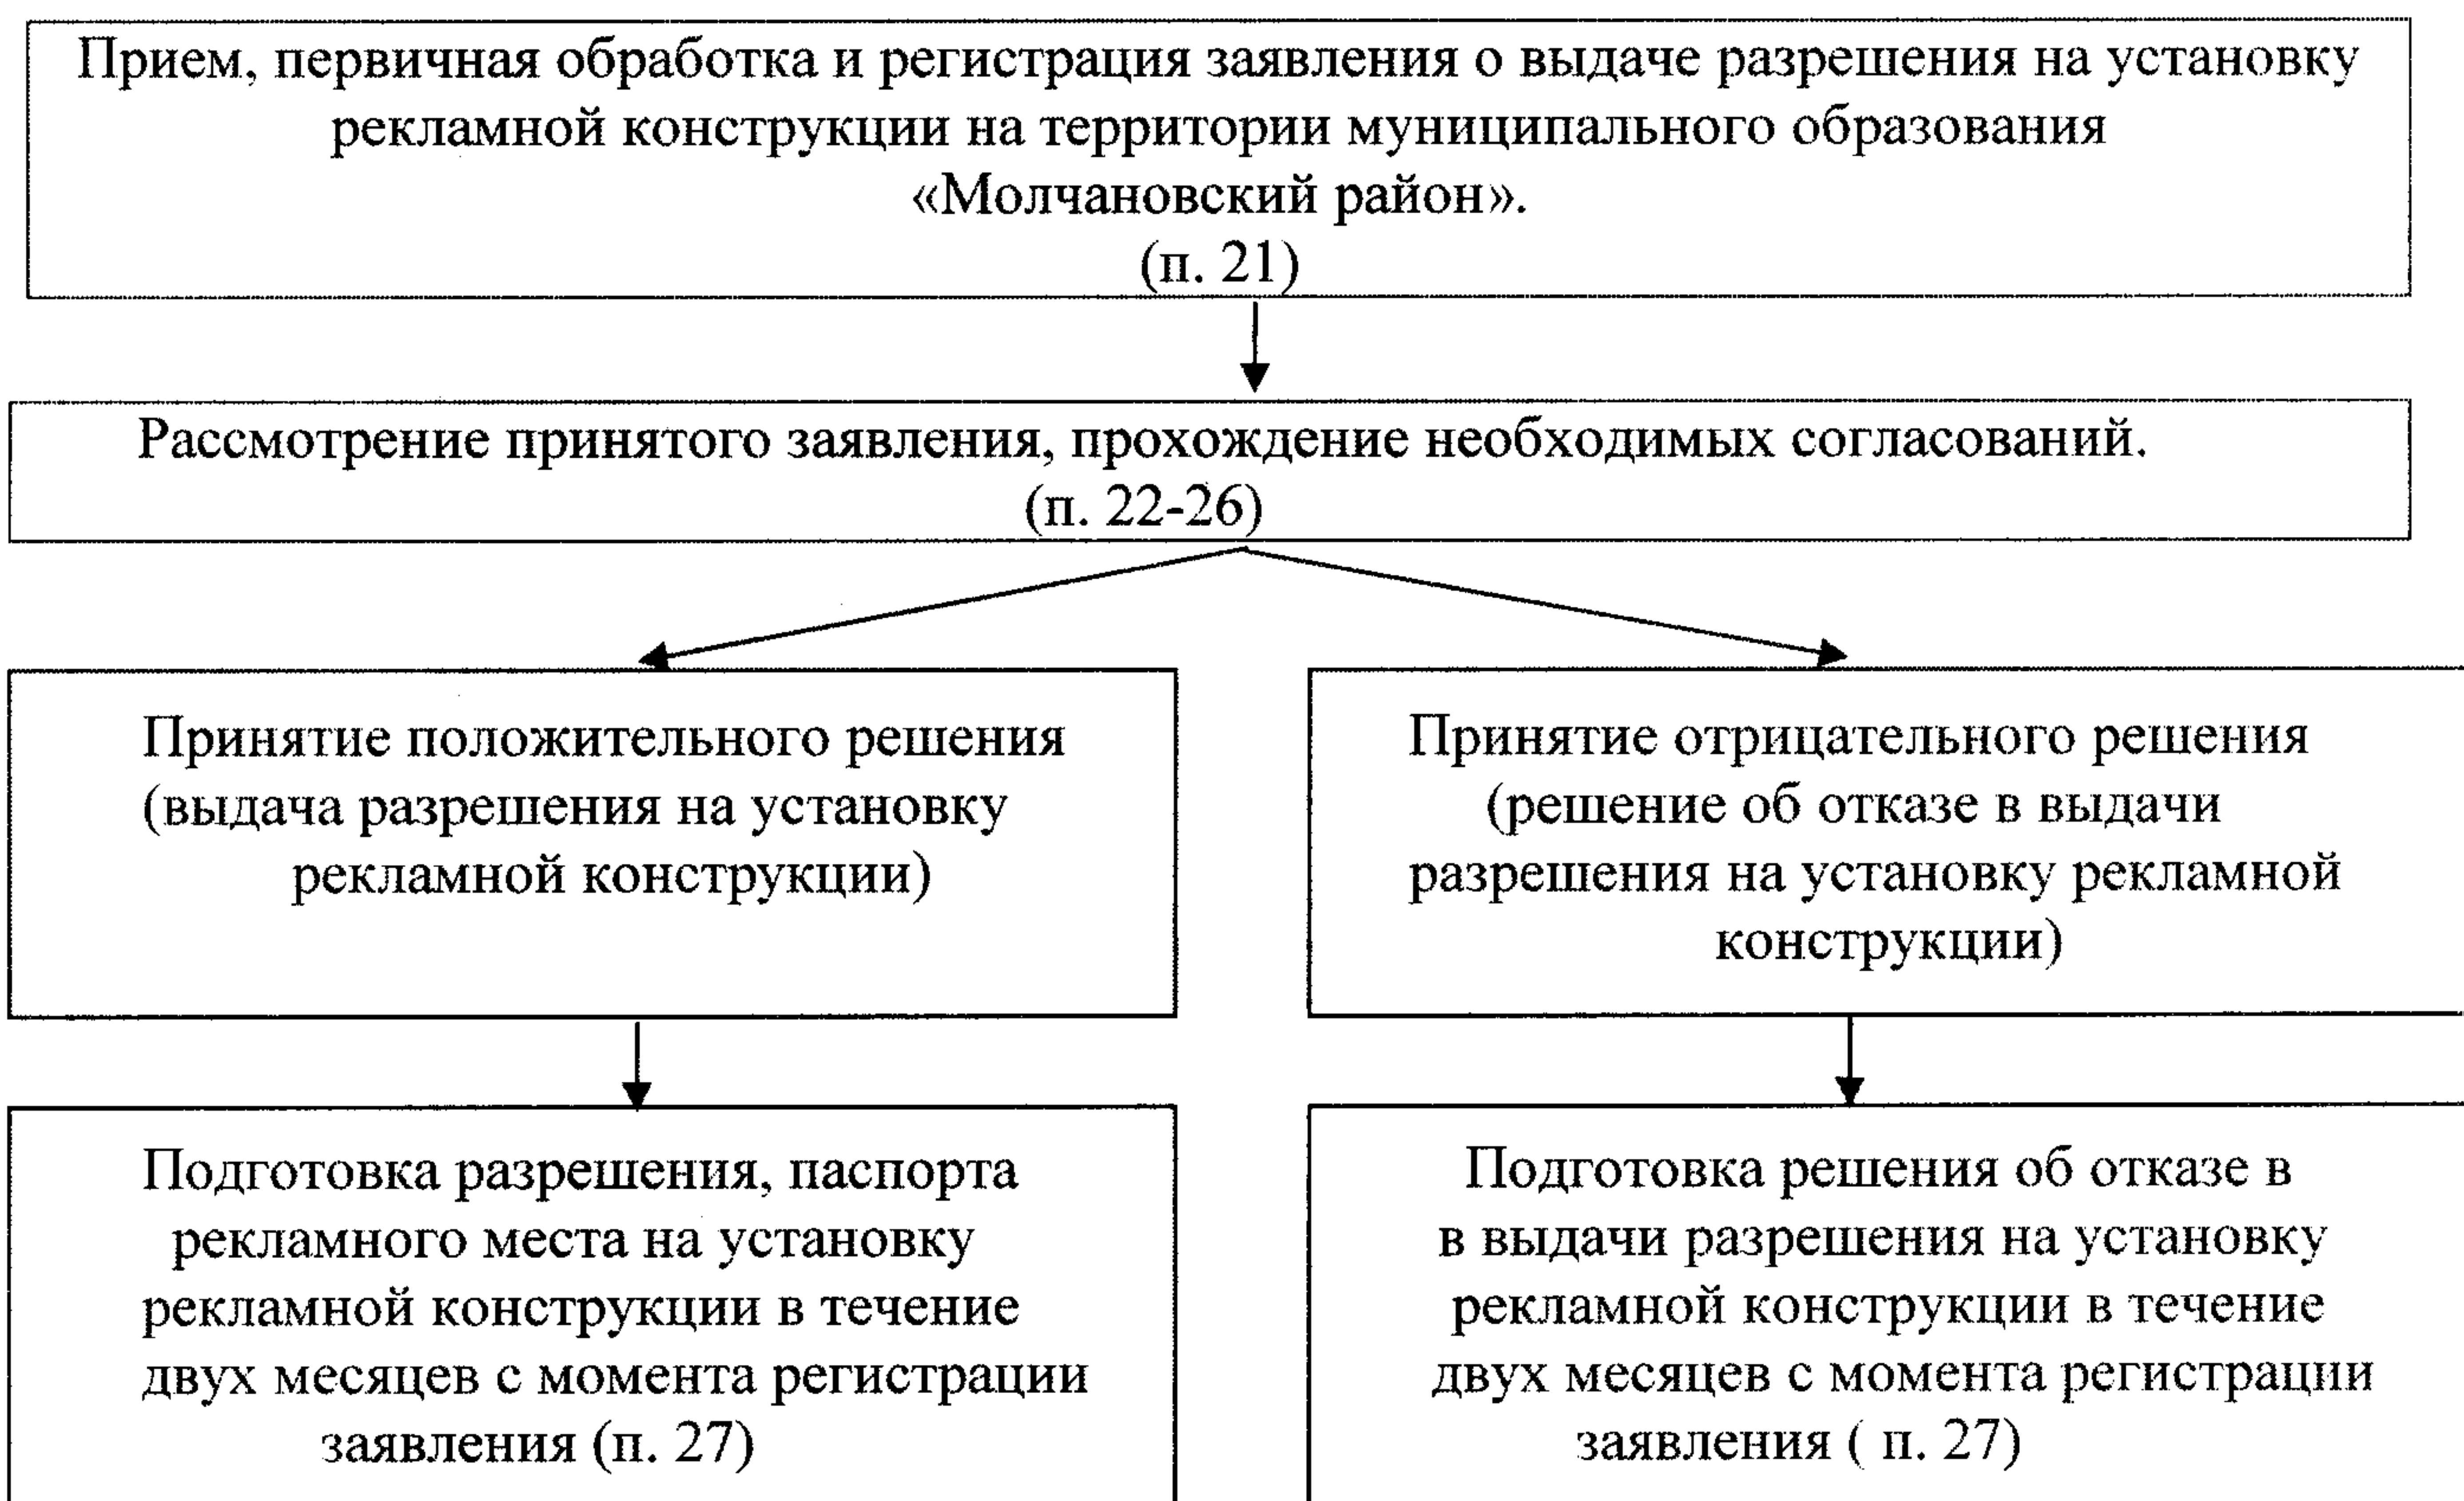 Прием, первичная обработка и регистрация заявления о выдаче разрешения на установку
рекламной конструкции на территории муниципального образования
«Молчановский район».
(п. 21)
Рассмотрение принятого заявления, прохождение необходимых согласований.
(п. 22-26)
Принятие положительного решения
(выдача разрешения на установку
рекламной конструкции)
Принятие отрицательного решения
(решение об отказе в выдачи
разрешения на установку рекламной
конструкции)
Подготовка разрешения, паспорта
рекламного места на установку
рекламной конструкции в течение
двух месяцев с момента регистрации
заявления (п. 27)
Подготовка решения об отказе в
в выдачи разрешения на установку
рекламной конструкции в течение
двух месяцев с момента регистрации
заявления ( п. 27)